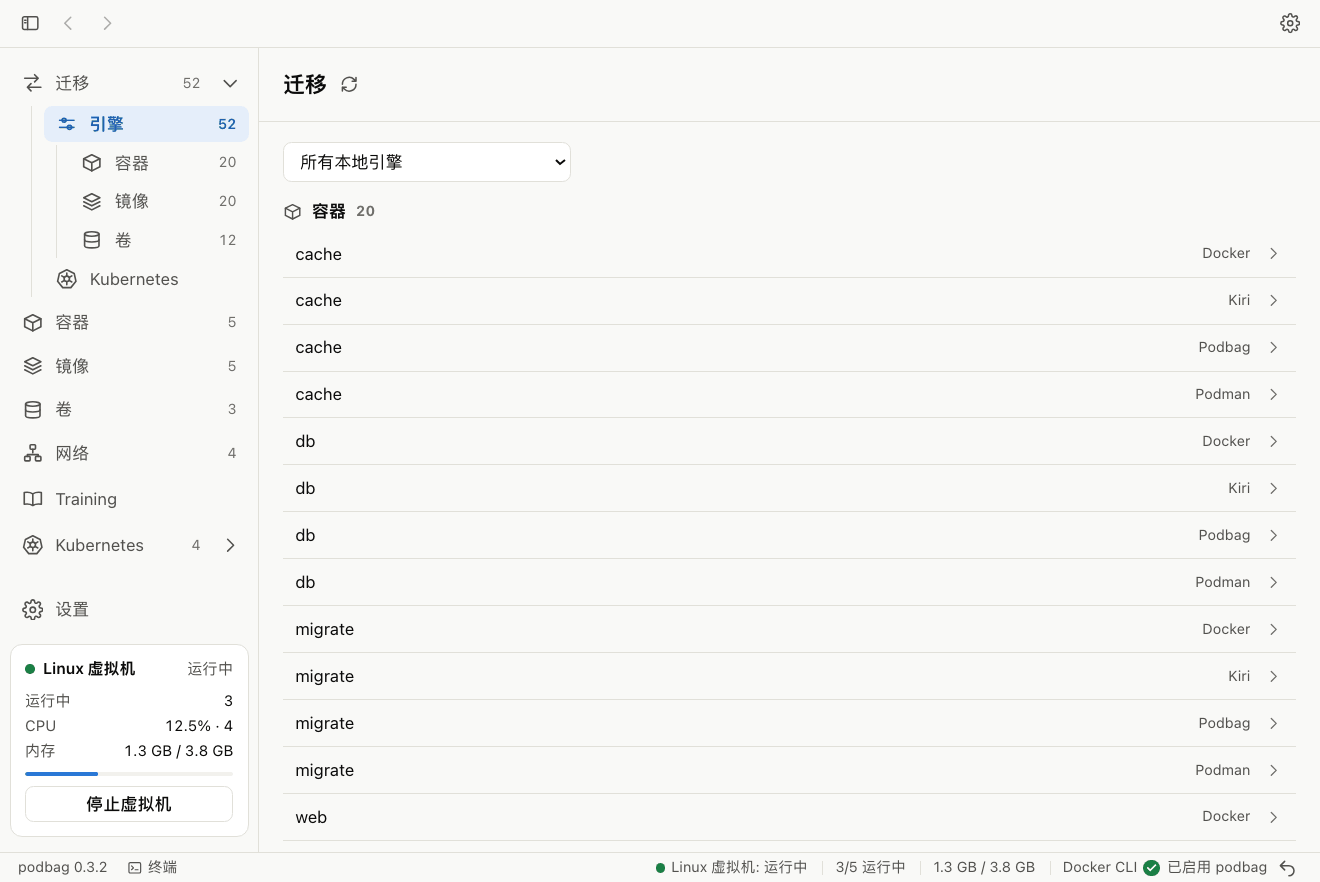 迁移 52
引擎 52
容器 20
镜像 20
卷 12
Kubernetes
容器 5
镜像 5
卷 3
网络 4
Training
Kubernetes 4
设置
Linux 虚拟机 运行中
运行中 3
CPU 12.5% · 4
内存 1.3 GB / 3.8 GB
停止虚拟机
迁移
所有本地引擎
容器 20
cache Docker
cache Kiri
cache Podbag
cache Podman
db Docker
db Kiri
db Podbag
db Podman
migrate Docker
migrate Kiri
migrate Podbag
migrate Podman
web Docker
podbag 0.3.2 终端 Linux 虚拟机: 运行中 3/5 运行中 1.3 GB / 3.8 GB Docker CLI 已启用 podbag